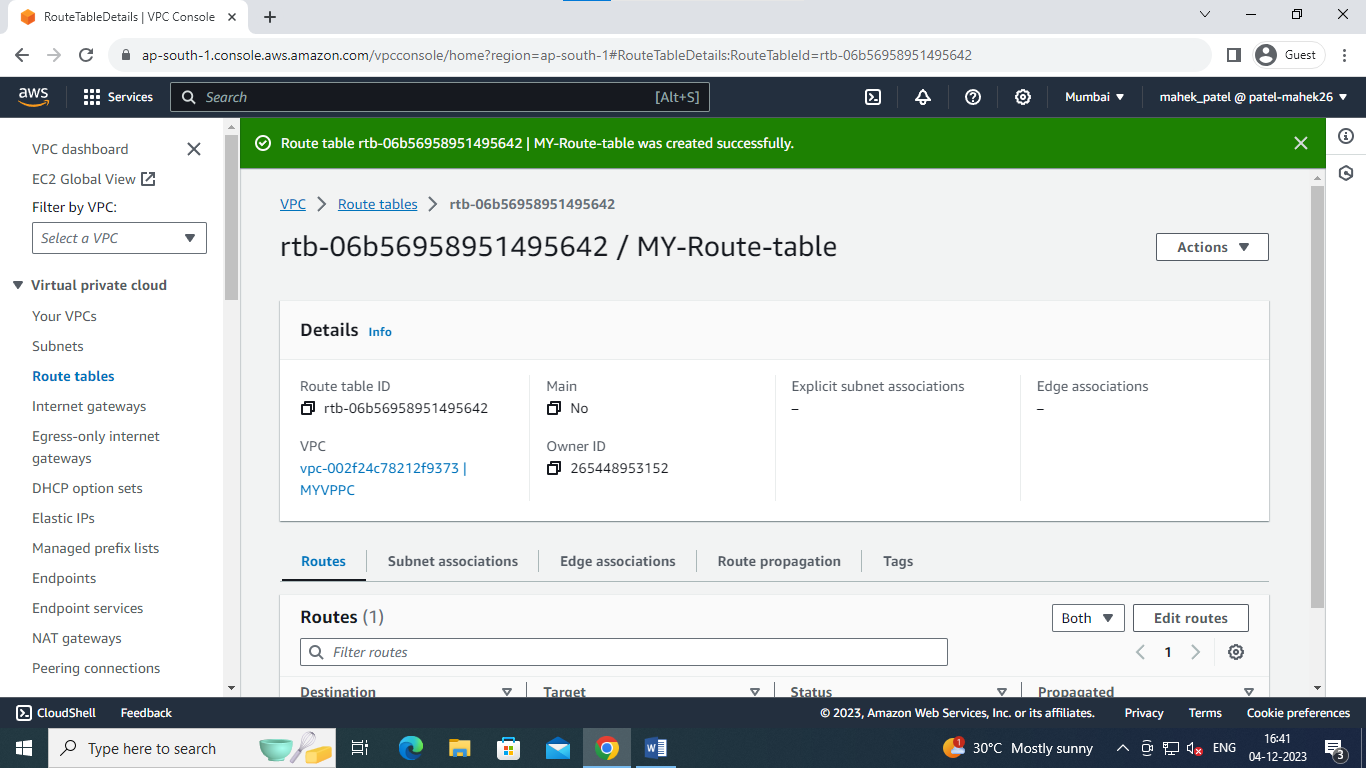 RouteTableDetails | VPC Console
ap-south-1.console.aws.amazon.com/vpcconsole/home?region=ap-south-1#RouteTableDetails:RouteTableId=rtb-06b56958951495642
Guest
aws
Services
Search
[Alt+S]
Mumbai
mahek_patel @ patel-mahek26
VPC dashboard
EC2 Global View
Filter by VPC:
Select a VPC
Virtual private cloud
Your VPCs
Subnets
Route tables
Internet gateways
Egress-only internet
gateways
DHCP option sets
Elastic IPs
Managed prefix lists
Endpoints
Endpoint services
NAT gateways
Peering connections
Route table rtb-06b56958951495642 | MY-Route-table was created successfully.
VPC
Route tables
rtb-06b56958951495642
rtb-06b56958951495642 / MY-Route-table
Actions
Details
Info
Route table ID
rtb-06b56958951495642
Main
No
Explicit subnet associations
–
Edge associations
–
VPC
vpc-002f24c78212f9373 |
MYVPPC
Owner ID
265448953152
Routes
Subnet associations
Edge associations
Route propagation
Tags
Routes (1)
Both
Edit routes
Filter routes
1
Destination
Target
Status
Propagated
CloudShell
Feedback
© 2023, Amazon Web Services, Inc. or its affiliates.
Privacy
Terms
Cookie preferences
Type here to search
1
30°C Mostly sunny
ENG
16:41
04-12-2023
3